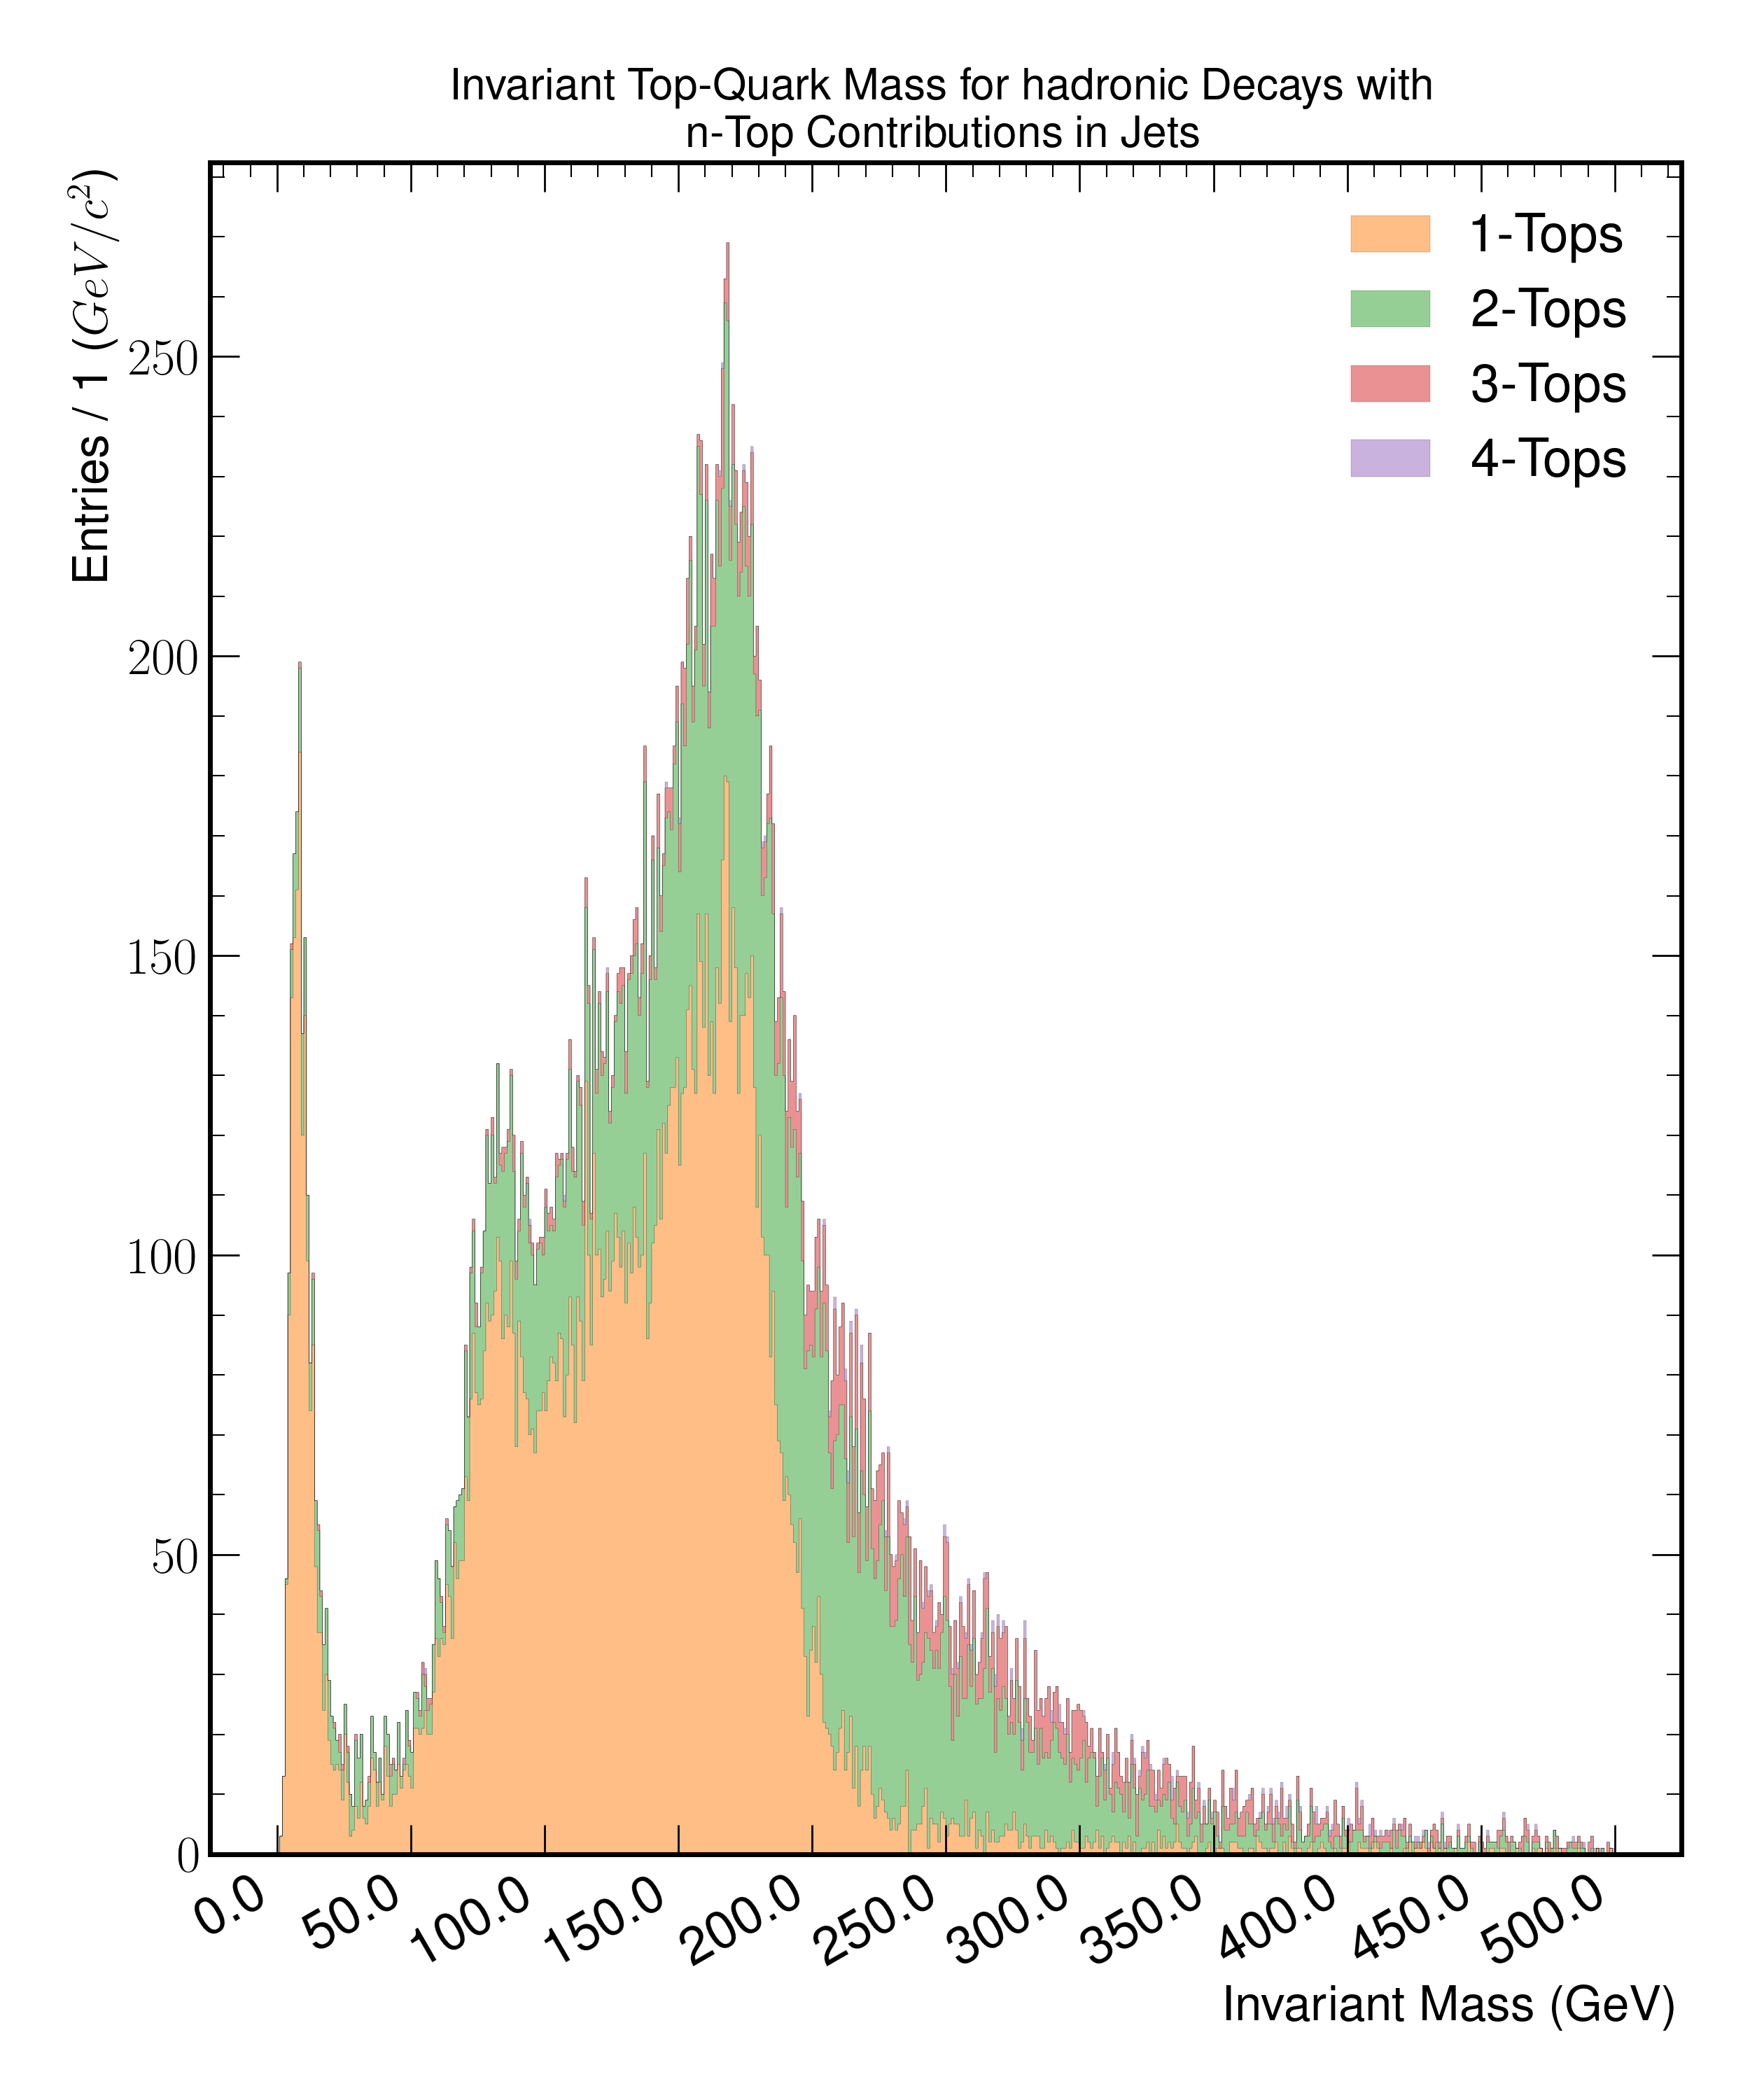 Invariant Top-Quark Mass for hadronic Decays with
n-Top Contributions in Jets
Entries / 1 (GeV/c²)
1-Tops
2-Tops
3-Tops
4-Tops
250
200
150
100
50
0
0.0 50.0 100.0 150.0 200.0 250.0 300.0 350.0 400.0 450.0 500.0
Invariant Mass (GeV)